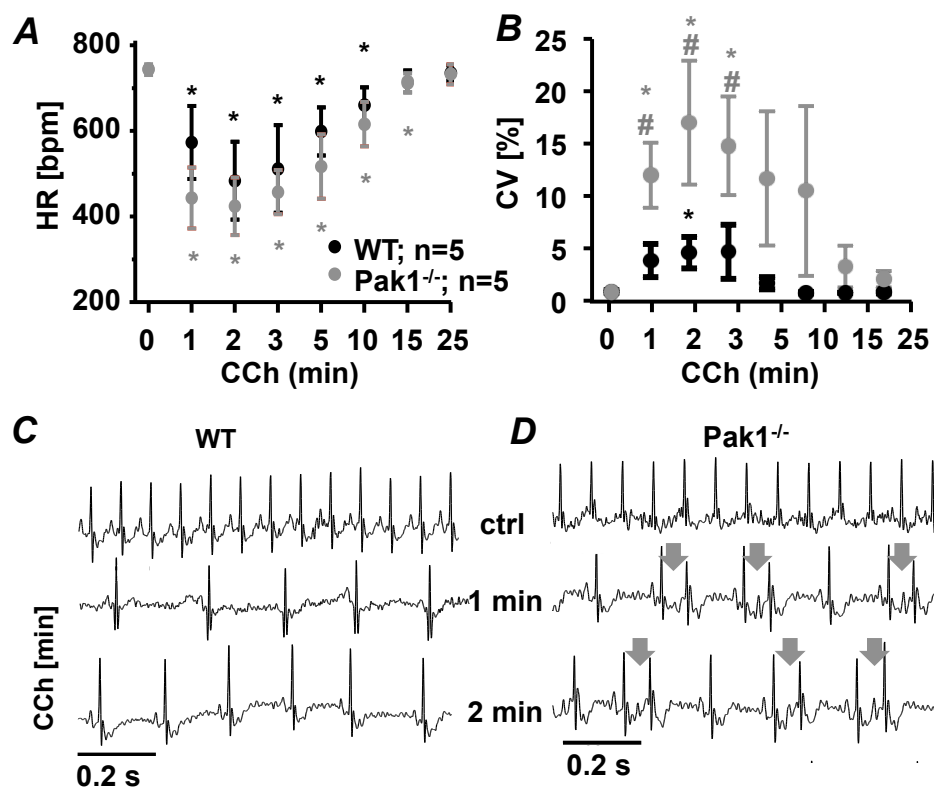 A
800
600
400
200
HR [bpm]
* * * * *
* * * * * *
WT; n=5
Pak1-/-; n=5
0 1 2 3 5 10 15 25
CCh (min)
B
25
20
15
10
5
0
CV [%]
* * *
# # #
*
0 1 2 3 5 10 15 25
CCh (min)
C
WT
D
Pak1-/-
ctrl
1 min
2 min
CCh [min]
0.2 s
0.2 s